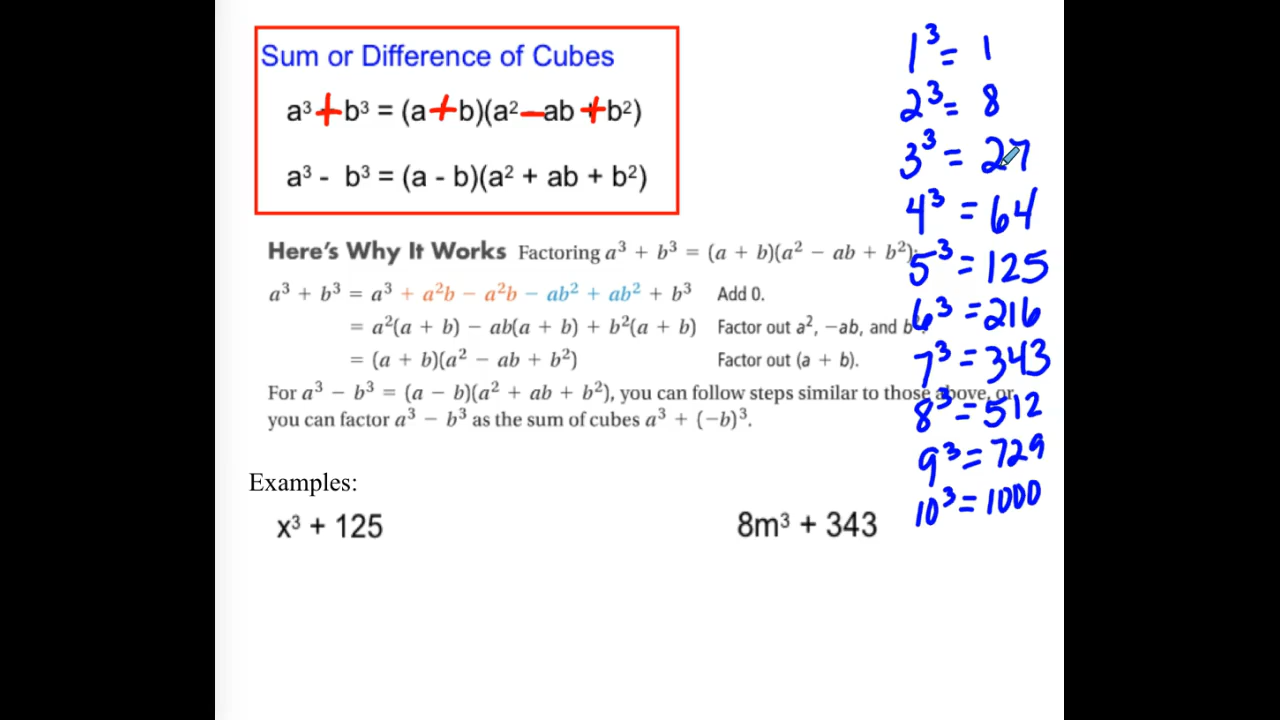 Sum or Difference of Cubes
a³ + b³ = (a + b)(a² – ab + b²)
a³ - b³ = (a - b)(a² + ab + b²)
Here's Why It Works Factoring a³ + b³ = (a + b)(a² − ab + b²):
a³ + b³ = a³ + a²b − a²b − ab² + ab² + b³ Add 0.
= a²(a + b) − ab(a + b) + b²(a + b) Factor out a², −ab, and b
= (a + b)(a² − ab + b²) Factor out (a + b).
For a³ − b³ = (a − b)(a² + ab + b²), you can follow steps similar to those above, or
you can factor a³ − b³ as the sum of cubes a³ + (−b)³.
Examples:
x³ + 125
8m³ + 343
1³ = 1
2³ = 8
3³ = 27
4³ = 64
5³ = 125
6³ = 216
7³ = 343
8³ = 512
9³ = 729
10³ = 1000